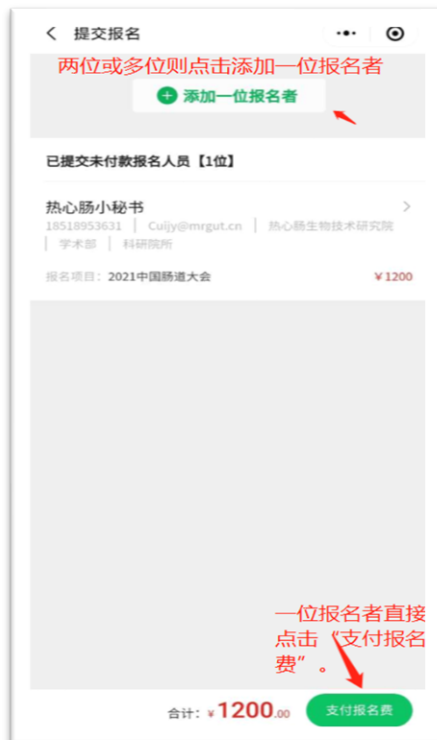 提交报名
两位或多位则点击添加一位报名者
添加一位报名者
已提交未付款报名人员【1位】
热心肠小秘书
18518953631 | Cuijy@mrgut.cn | 热心肠生物技术研究院
| 学术部 | 科研院所
报名项目：2021中国肠道大会 ¥1200
一位报名者直接
点击“支付报名
费”。
合计：¥1200.00 支付报名费